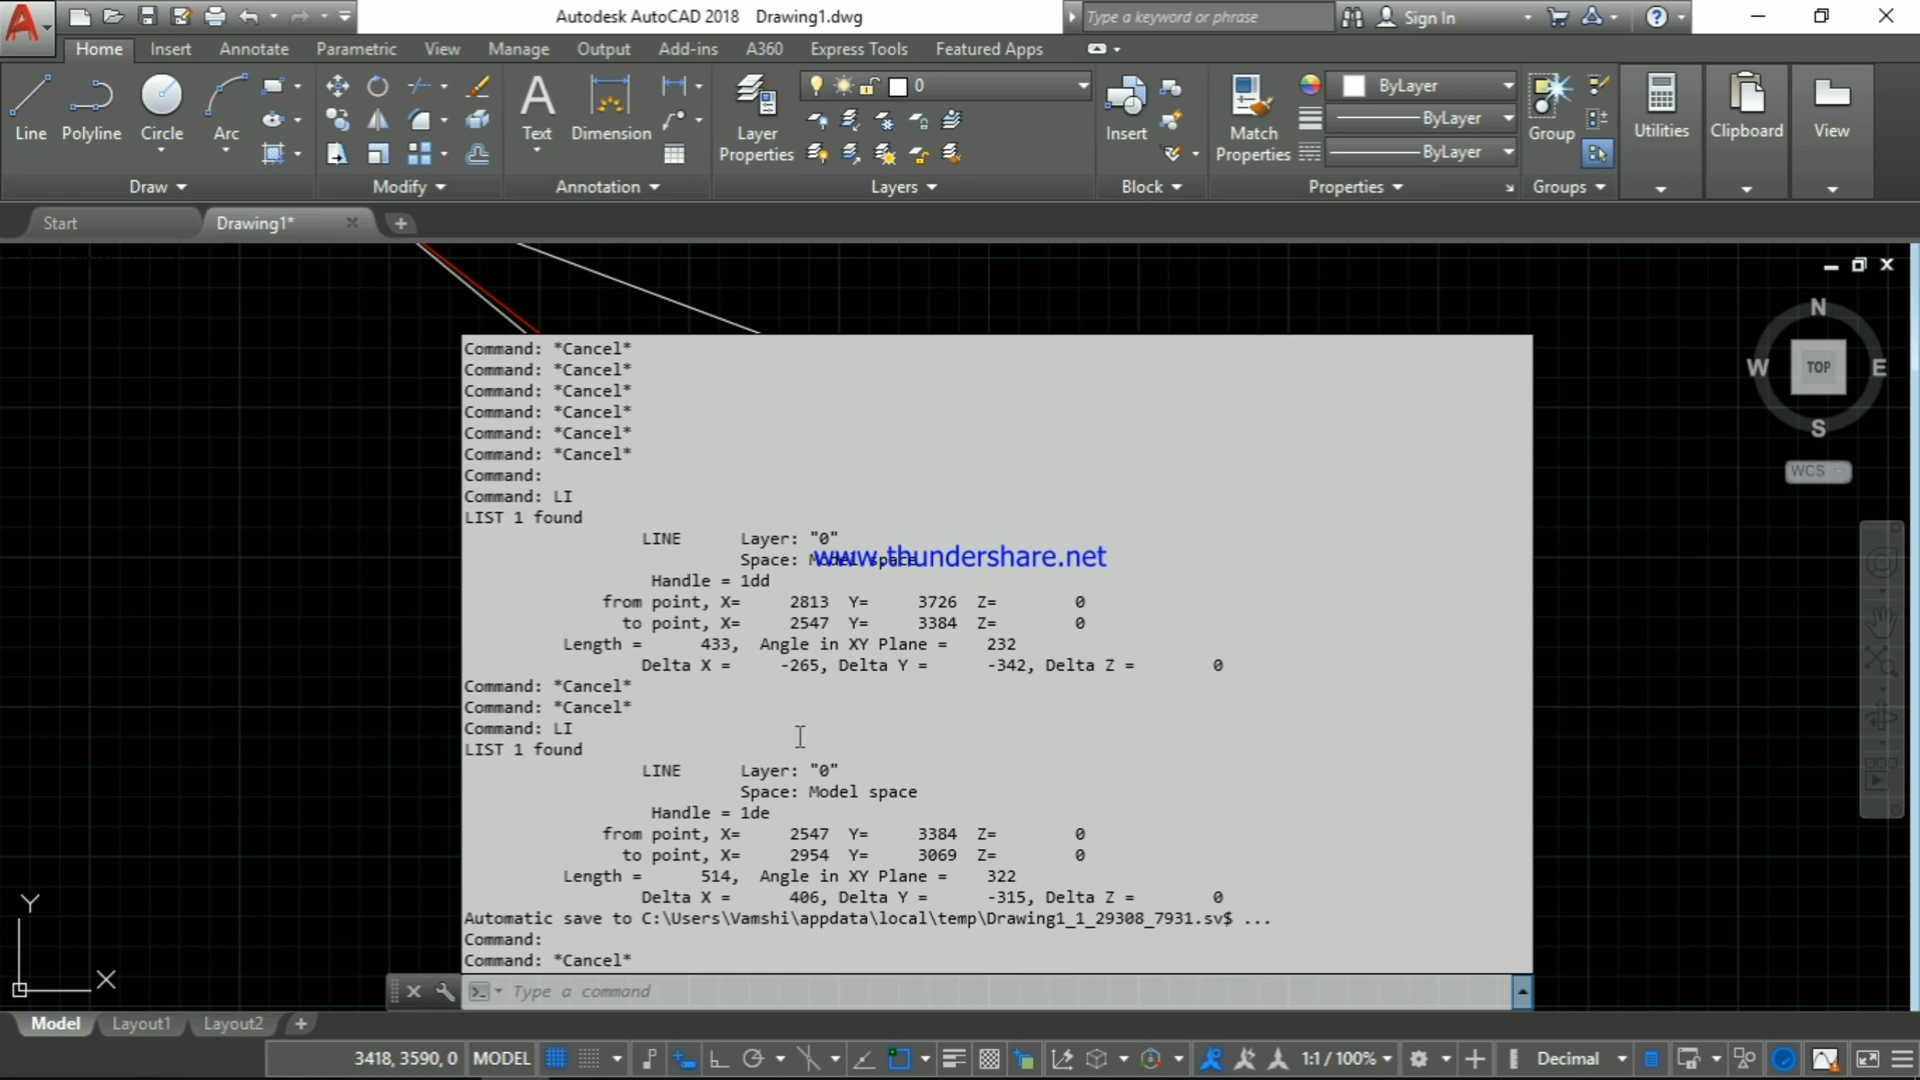 Autodesk AutoCAD 2018 Drawing1.dwg
Type a keyword or phrase
Sign In
Home Insert Annotate Parametric View Manage Output Add-ins A360 Express Tools Featured Apps
Line Polyline Circle Arc
Text Dimension
Layer Properties
0
Insert
Match Properties
ByLayer
ByLayer
ByLayer
Group
Utilities
Clipboard
View
Draw Modify Annotation Layers Block Properties Groups
Start Drawing1*
N
W TOP E
S
WCS
Command: *Cancel*
Command: *Cancel*
Command: *Cancel*
Command: *Cancel*
Command: *Cancel*
Command: *Cancel*
Command:
Command: LI
LIST 1 found
LINE Layer: "0"
Space: Model space
www.thundershare.net
Handle = 1dd
from point, X= 2813 Y= 3726 Z= 0
to point, X= 2547 Y= 3384 Z= 0
Length = 433, Angle in XY Plane = 232
Delta X = -265, Delta Y = -342, Delta Z = 0
Command: *Cancel*
Command: *Cancel*
Command: LI
LIST 1 found
LINE Layer: "0"
Space: Model space
Handle = 1de
from point, X= 2547 Y= 3384 Z= 0
to point, X= 2954 Y= 3069 Z= 0
Length = 514, Angle in XY Plane = 322
Delta X = 406, Delta Y = -315, Delta Z = 0
Automatic save to C:\Users\Vamshi\appdata\local\temp\Drawing1_1_29308_7931.sv$ ...
Command:
Command: *Cancel*
Type a command
Y
X
Model Layout1 Layout2
3418, 3590, 0 MODEL 1:1 / 100% Decimal